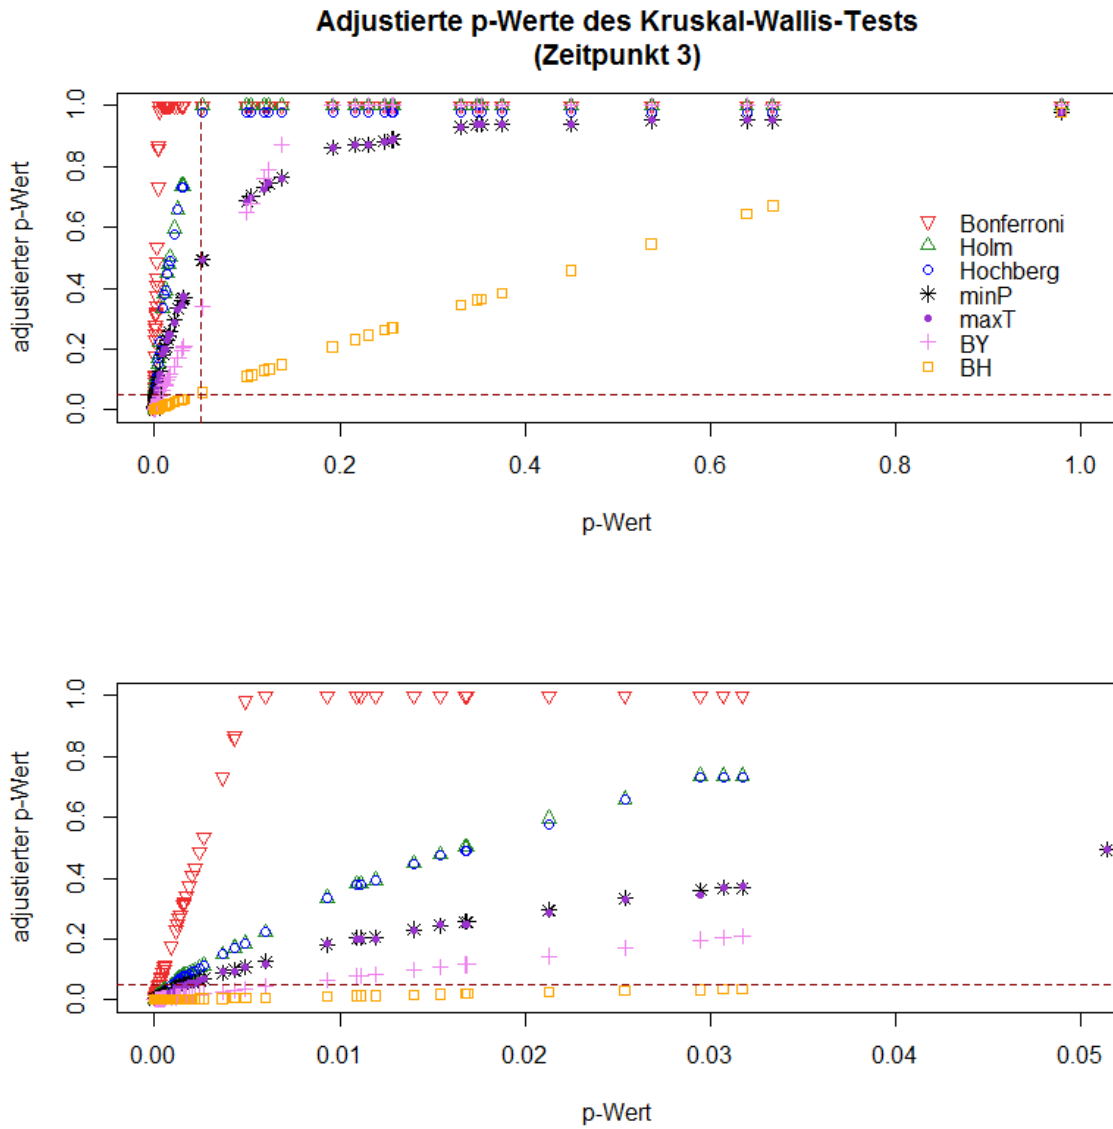 Adjustierte p-Werte des Kruskal-Wallis-Tests
(Zeitpunkt 3)
adjustierter p-Wert
1.0
0.8
0.6
0.4
0.2
0.0
Bonferroni
Holm
Hochberg
minP
maxT
BY
BH
0.0 0.2 0.4 0.6 0.8 1.0
p-Wert
adjustierter p-Wert
1.0
0.8
0.6
0.4
0.2
0.0
0.00 0.01 0.02 0.03 0.04 0.05
p-Wert